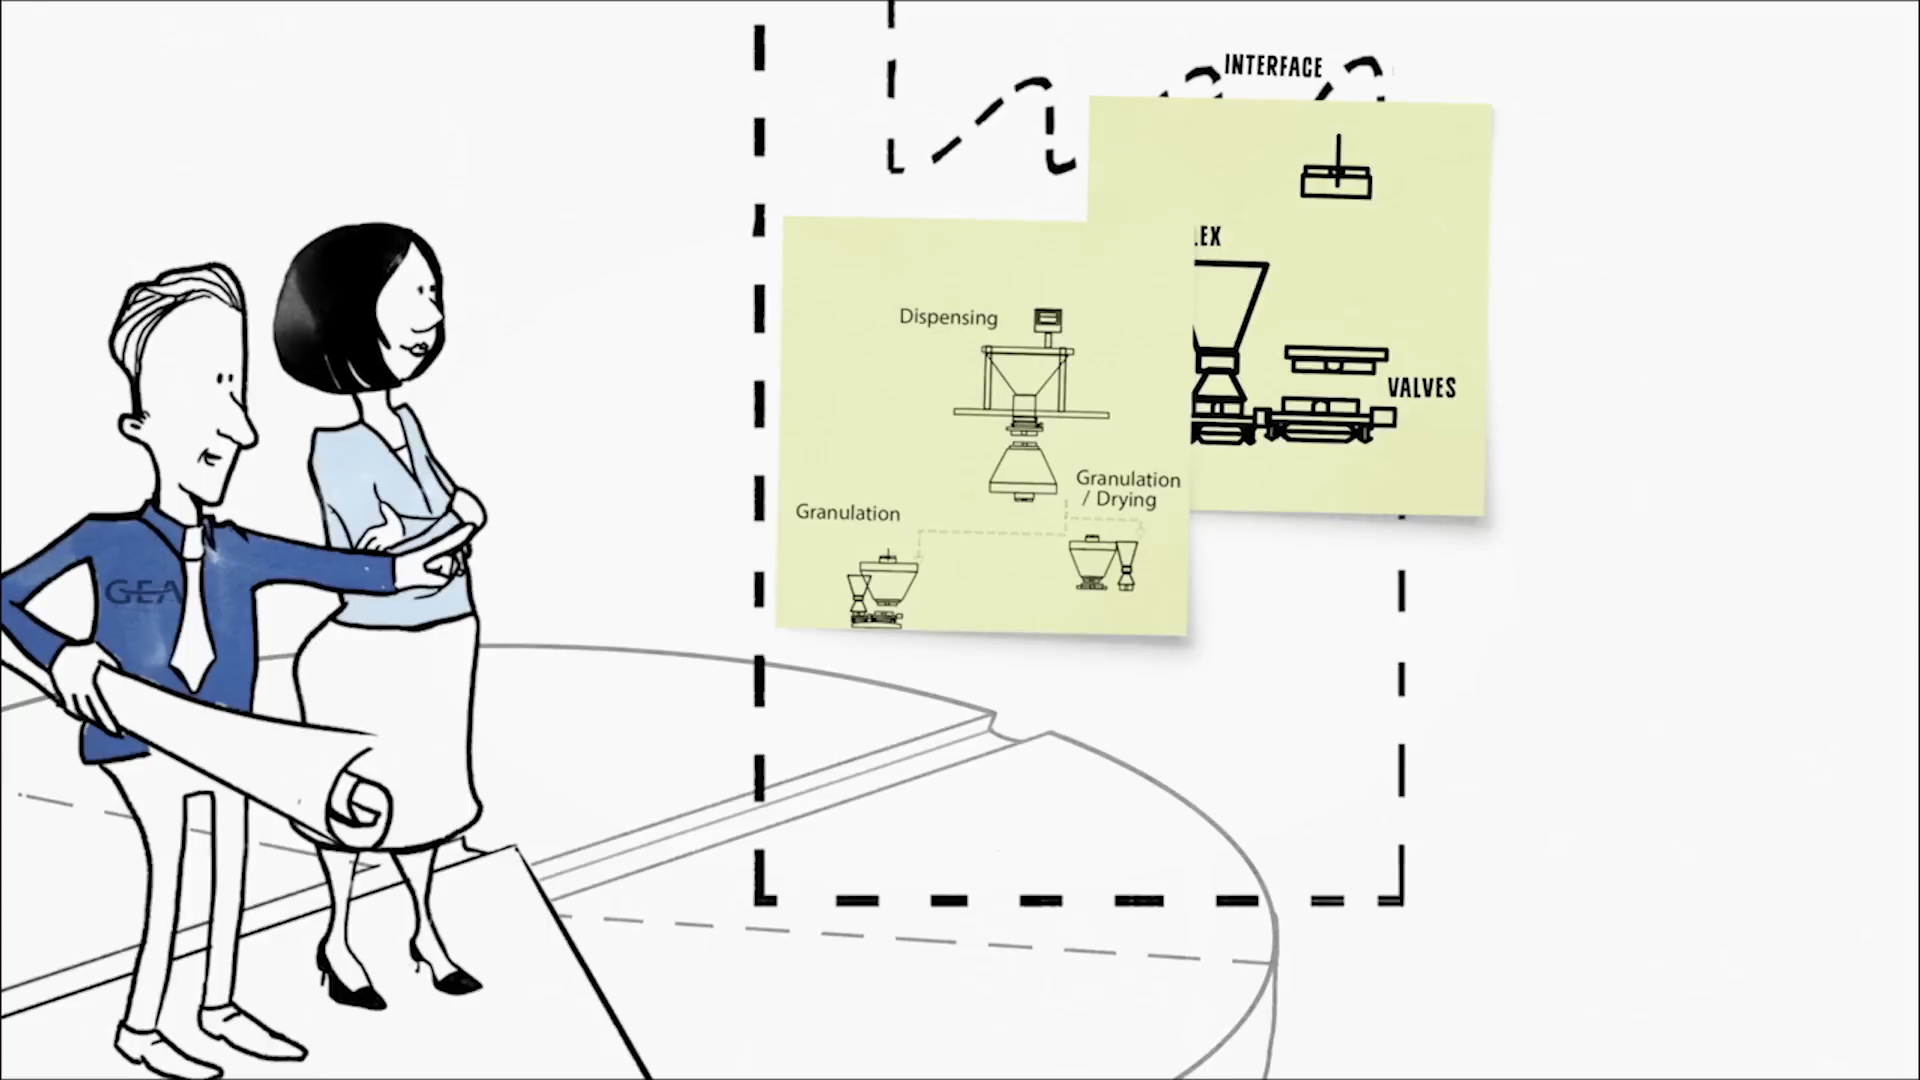 INTERFACE
LEX
VALVES
Dispensing
Granulation
/ Drying
Granulation
GEA